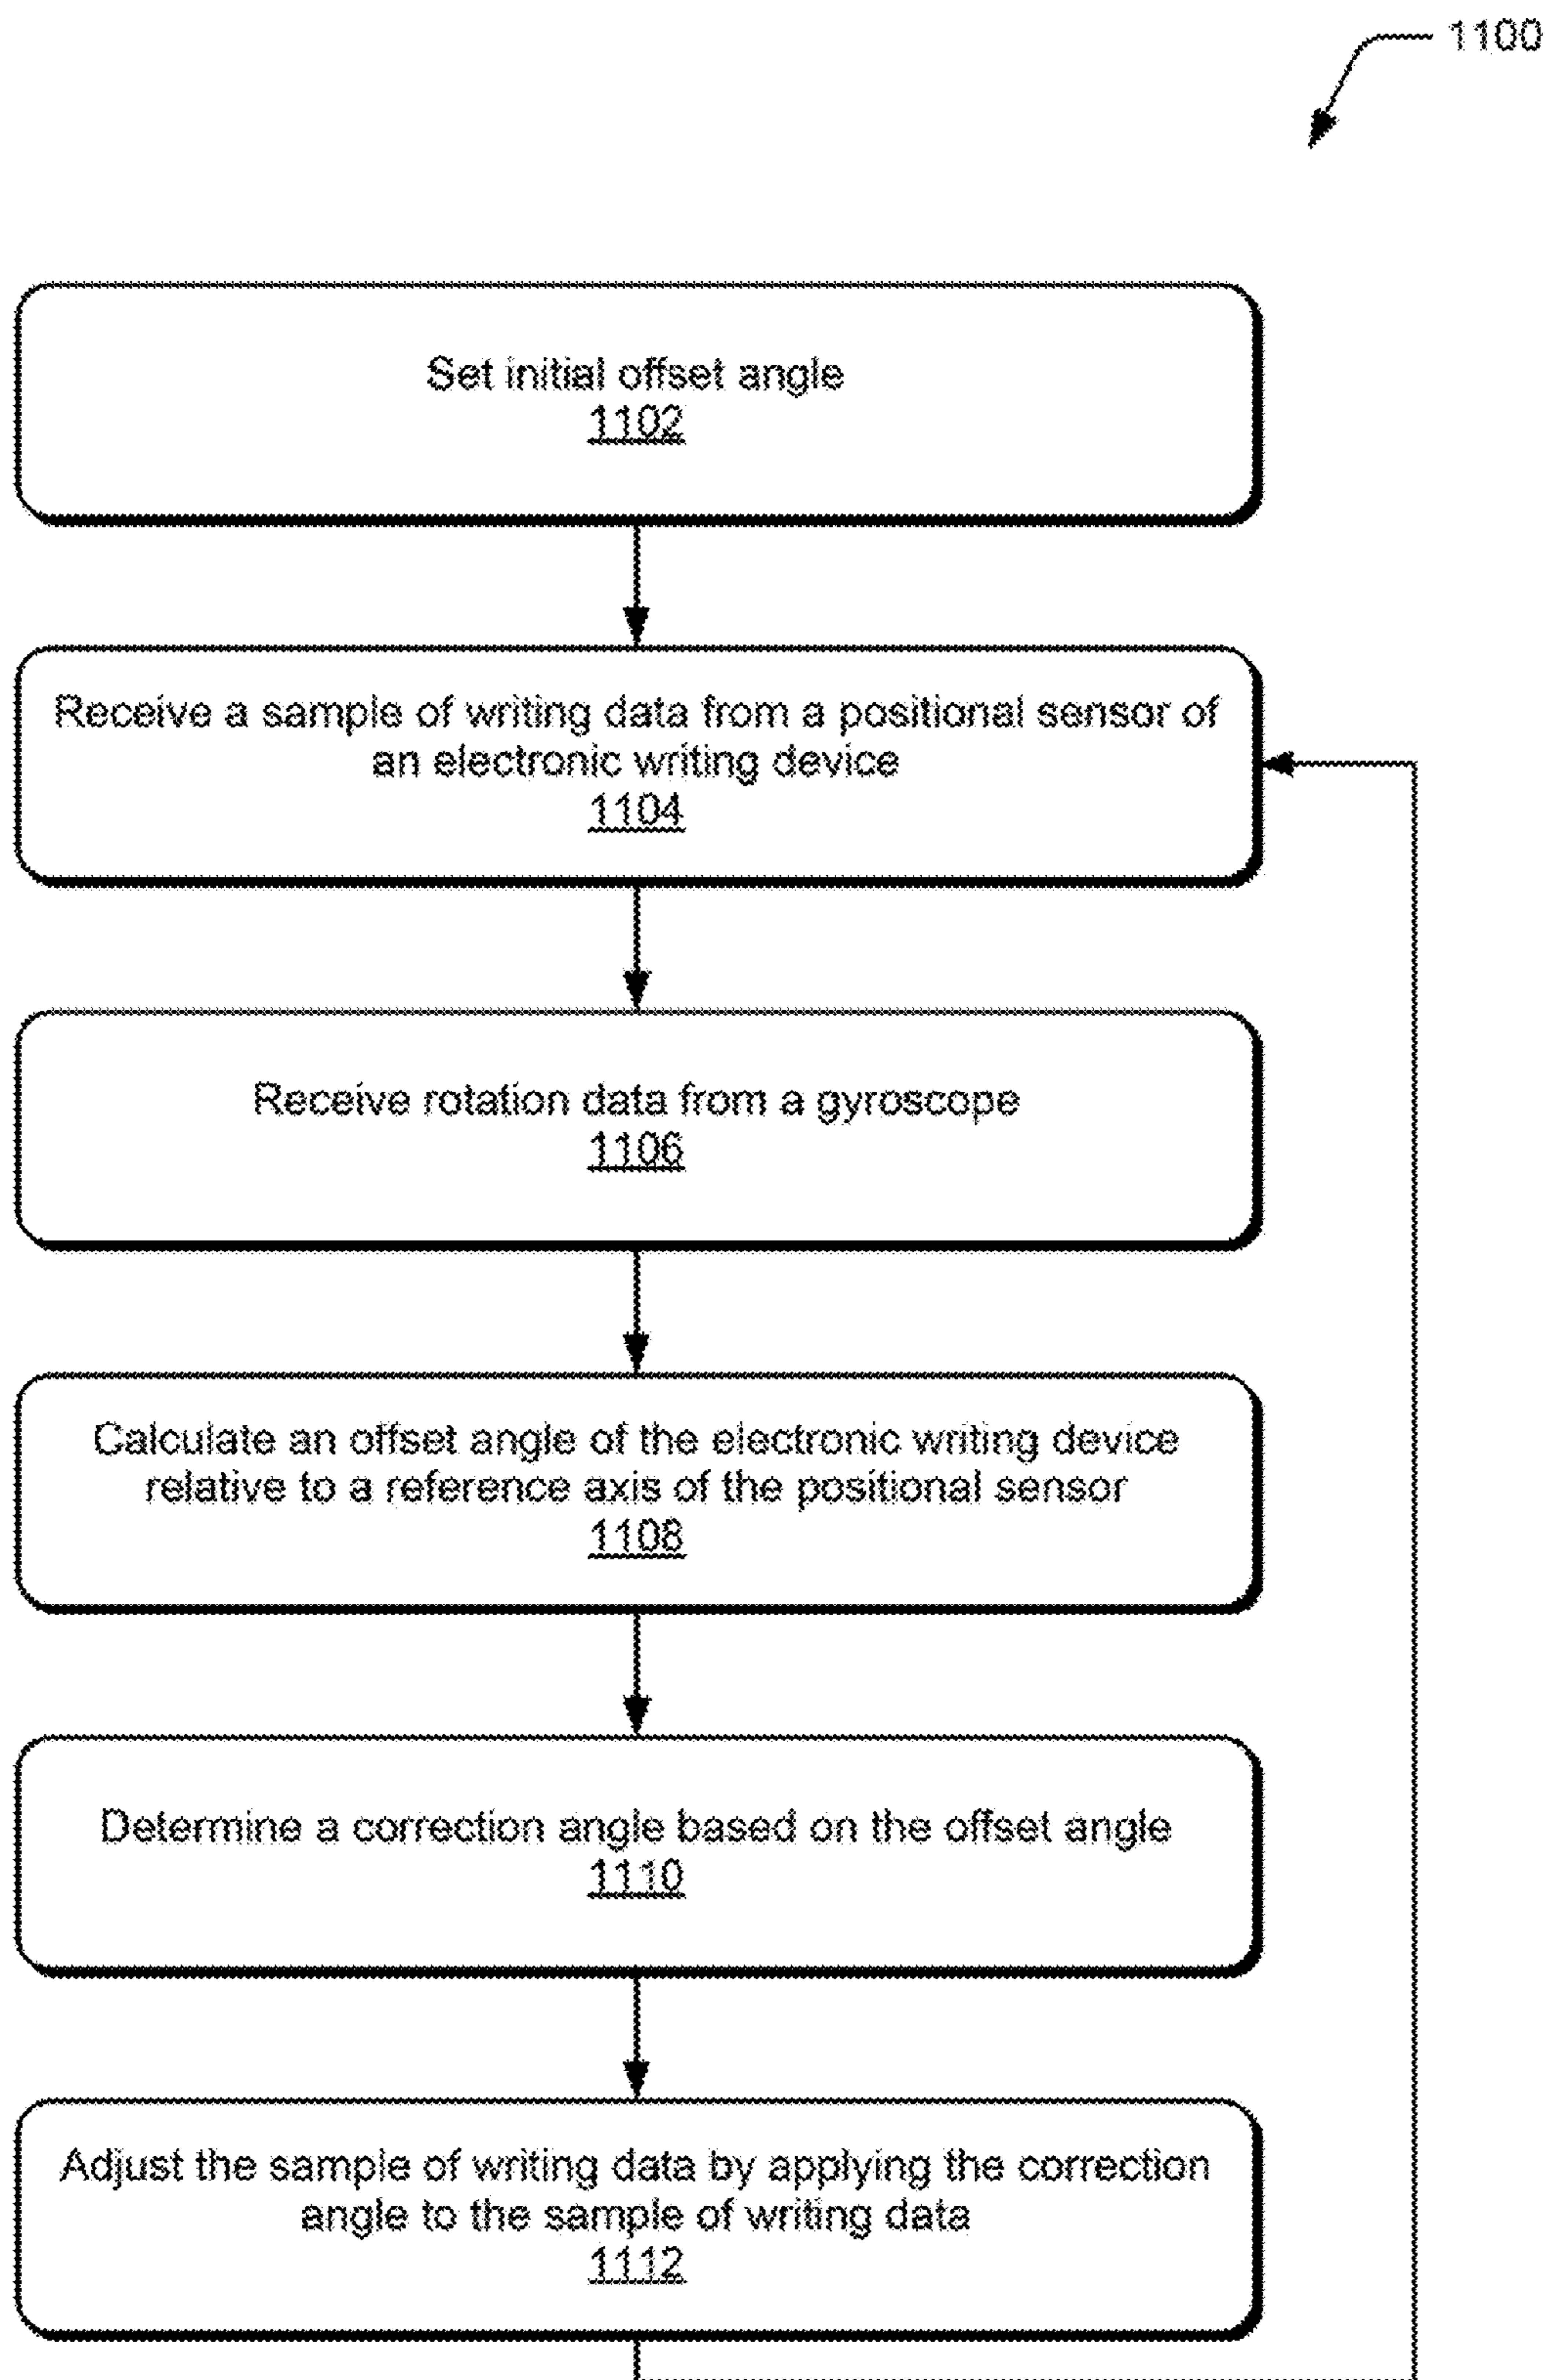 1100
Set initial offset angle
1102
Receive a sample of writing data from a positional sensor of
an electronic writing device
1104
Receive rotation data from a gyroscope
1106
Calculate an offset angle of the electronic writing device
relative to a reference axis of the positional sensor
1108
Determine a correction angle based on the offset angle
1110
Adjust the sample of writing data by applying the correction
angle to the sample of writing data
1112